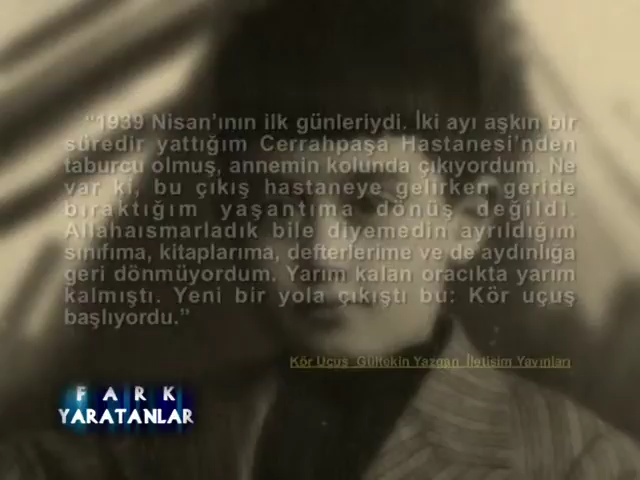 “1939 Nisan’ının ilk günleriydi. İki ayı aşkın bir
süredir yattığım Cerrahpaşa Hastanesi’nden
taburcu olmuş, annemin kolunda çıkıyordum. Ne
var ki, bu çıkış hastaneye gelirken geride
bıraktığım yaşantıma dönüş değildi.
Allahaısmarladık bile diyemedin ayrıldığım
sınıfıma, kitaplarıma, defterlerime ve de aydınlığa
geri dönmüyordum. Yarım kalan oracıkta yarım
kalmıştı. Yeni bir yola çıkıştı bu: Kör uçuş
başlıyordu.”
Kör Uçuş Gültekin Yazgan İletişim Yayınları
FARK
YARATANLAR